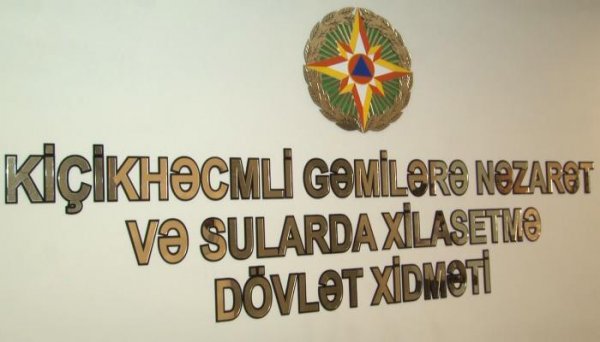 KİÇİKHƏCMLİ GƏMİLƏRƏ NƏZARƏT
VƏ SULARDA XİLASETMƏ
DÖVLƏT XİDMƏTİ